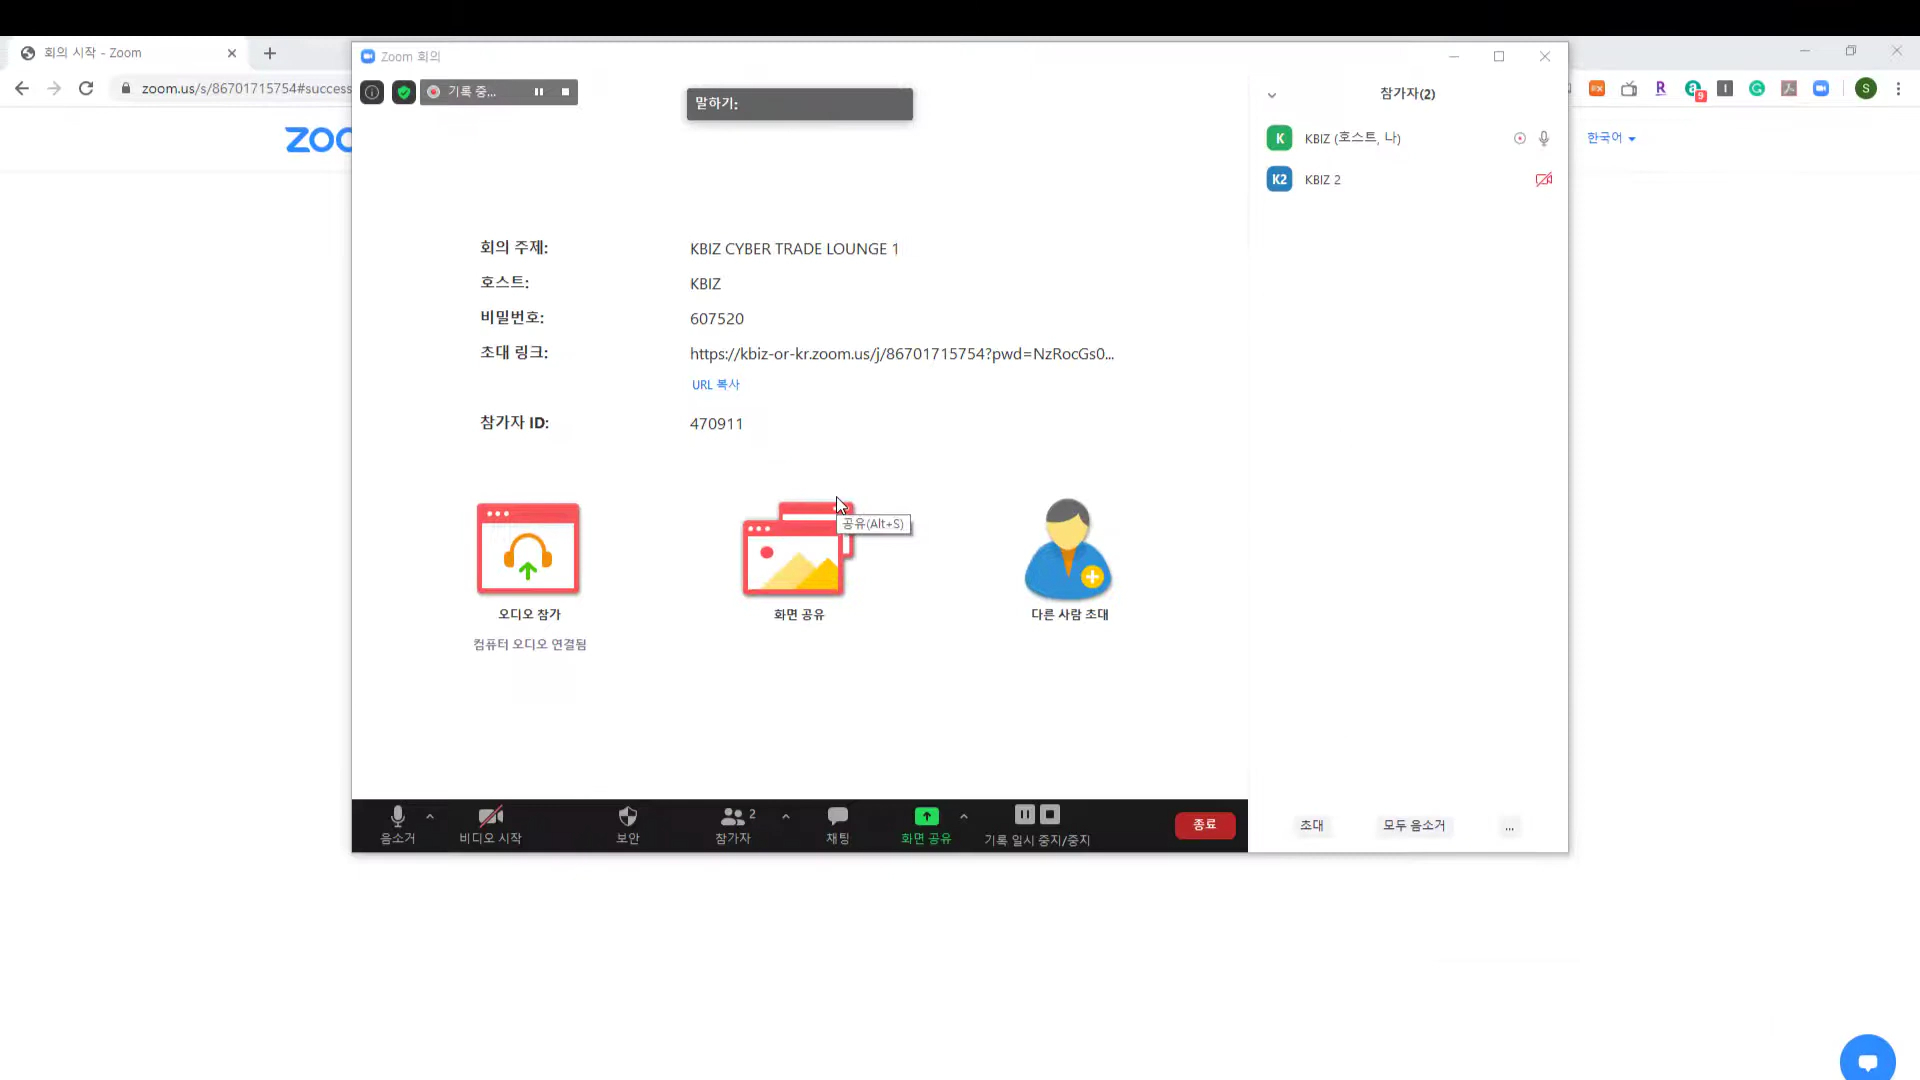 회의 시작 - Zoom
zoom.us/s/86701715754#success
ZOO
Zoom 회의
기록 중...
말하기:
회의 주제: KBIZ CYBER TRADE LOUNGE 1
호스트: KBIZ
비밀번호: 607520
초대 링크: https://kbiz-or-kr.zoom.us/j/86701715754?pwd=NzRocGs0...
URL 복사
참가자 ID: 470911
공유(Alt+S)
오디오 참가
화면 공유
다른 사람 초대
컴퓨터 오디오 연결됨
음소거
비디오 시작
보안
2
참가자
채팅
화면 공유
기록 일시 중지/중지
종료
참가자(2)
K KBIZ (호스트, 나)
K2 KBIZ 2
초대
모두 음소거
...
R
9
S
한국어